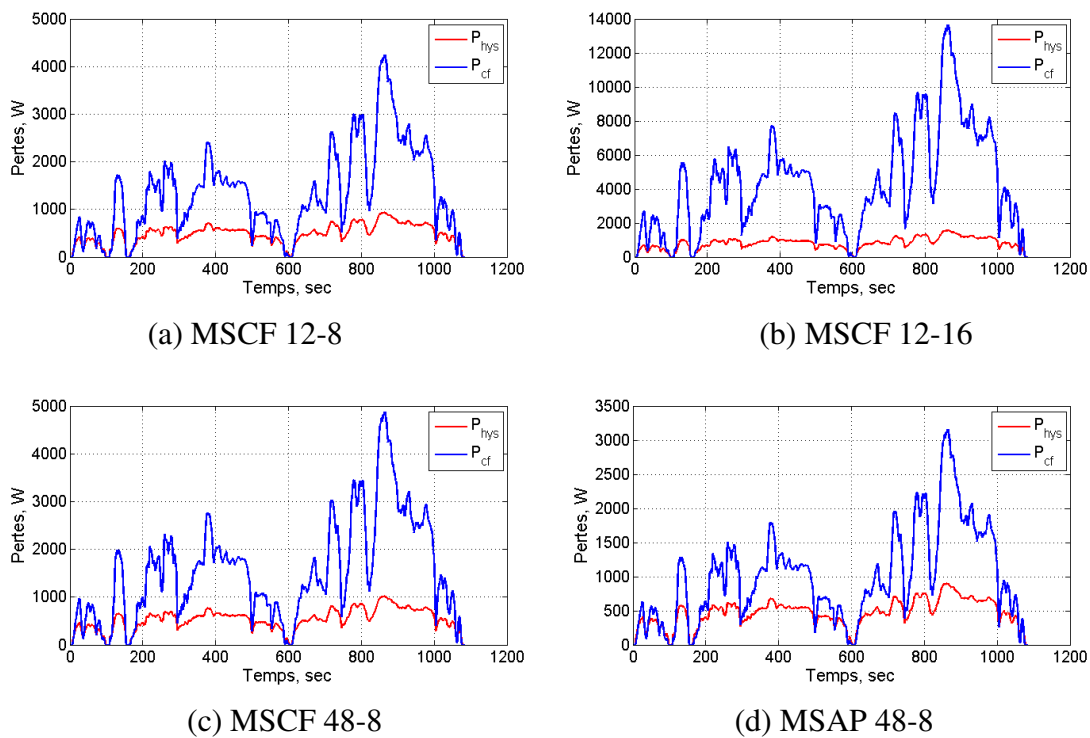 5000
4000
3000
2000
1000
0
Pertes, W
0 200 400 600 800 1000 1200
Temps, sec
P_hys
P_cf
(a) MSCF 12-8
14000
12000
10000
8000
6000
4000
2000
0
Pertes, W
0 200 400 600 800 1000 1200
Temps, sec
P_hys
P_cf
(b) MSCF 12-16
5000
4000
3000
2000
1000
0
Pertes, W
0 200 400 600 800 1000 1200
Temps, sec
P_hys
P_cf
(c) MSCF 48-8
3500
3000
2500
2000
1500
1000
500
0
Pertes, W
0 200 400 600 800 1000 1200
Temps, sec
P_hys
P_cf
(d) MSAP 48-8